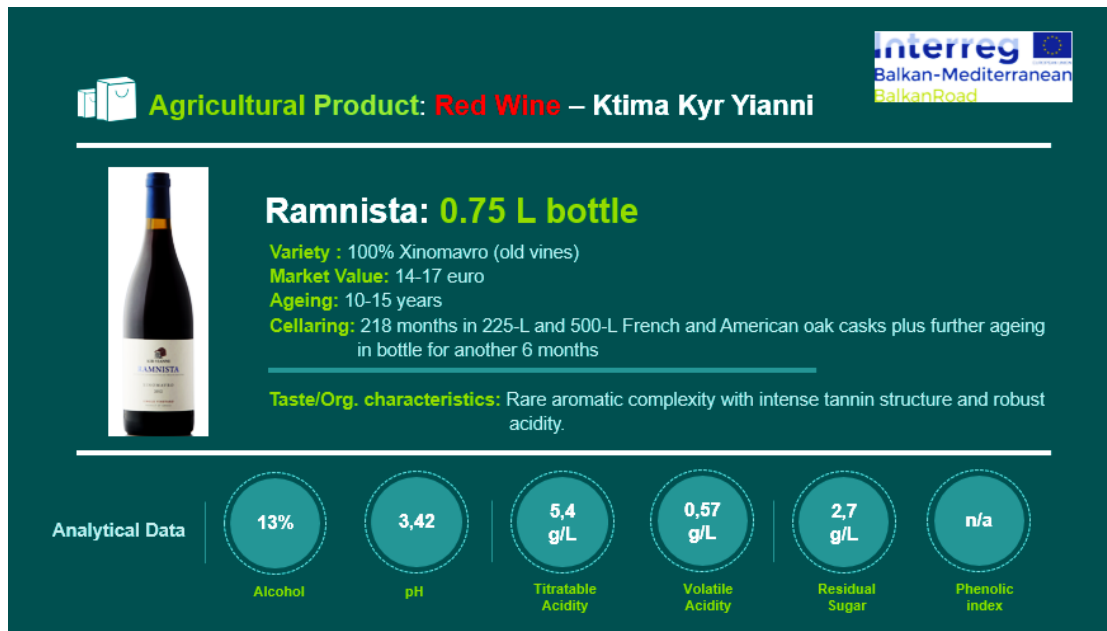 Interreg
EUROPEAN UNION
Balkan-Mediterranean
BalkanRoad
Agricultural Product: Red Wine – Ktima Kyr Yianni
Ramnista: 0.75 L bottle
Variety : 100% Xinomavro (old vines)
Market Value: 14-17 euro
Ageing: 10-15 years
Cellaring: 218 months in 225-L and 500-L French and American oak casks plus further ageing
in bottle for another 6 months
RAMNISTA
Taste/Org. characteristics: Rare aromatic complexity with intense tannin structure and robust
acidity.
Analytical Data
13%
3,42
5,4
g/L
0,57
g/L
2,7
g/L
n/a
Alcohol
pH
Titratable
Acidity
Volatile
Acidity
Residual
Sugar
Phenolic
index